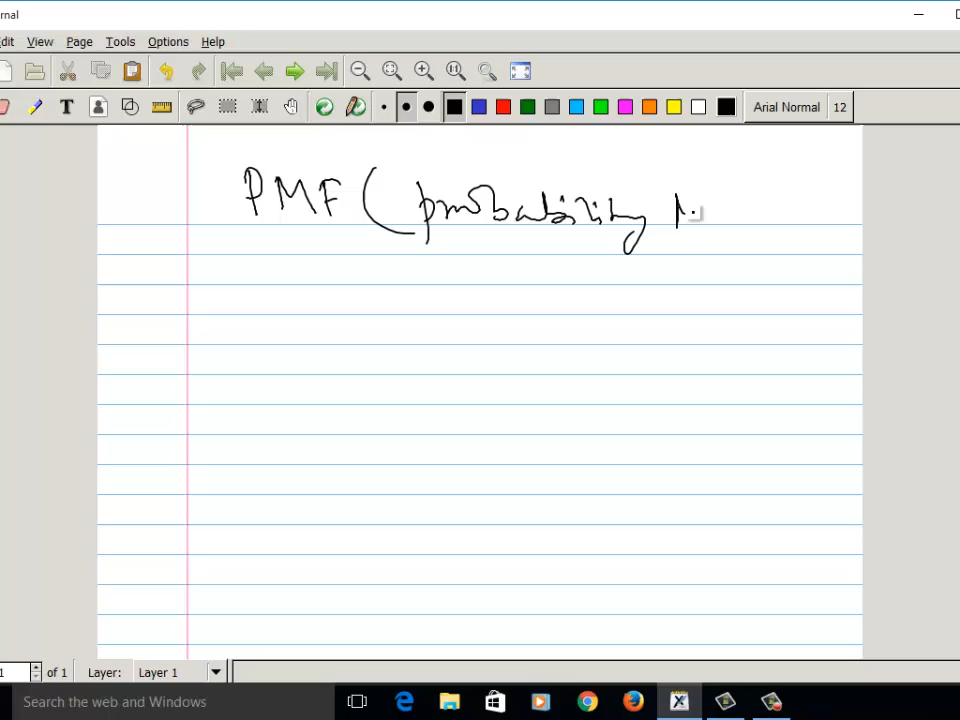 rnal
dit View Page Tools Options Help
Arial Normal 12
PMF ( probability
1 of 1 Layer: Layer 1
Search the web and Windows